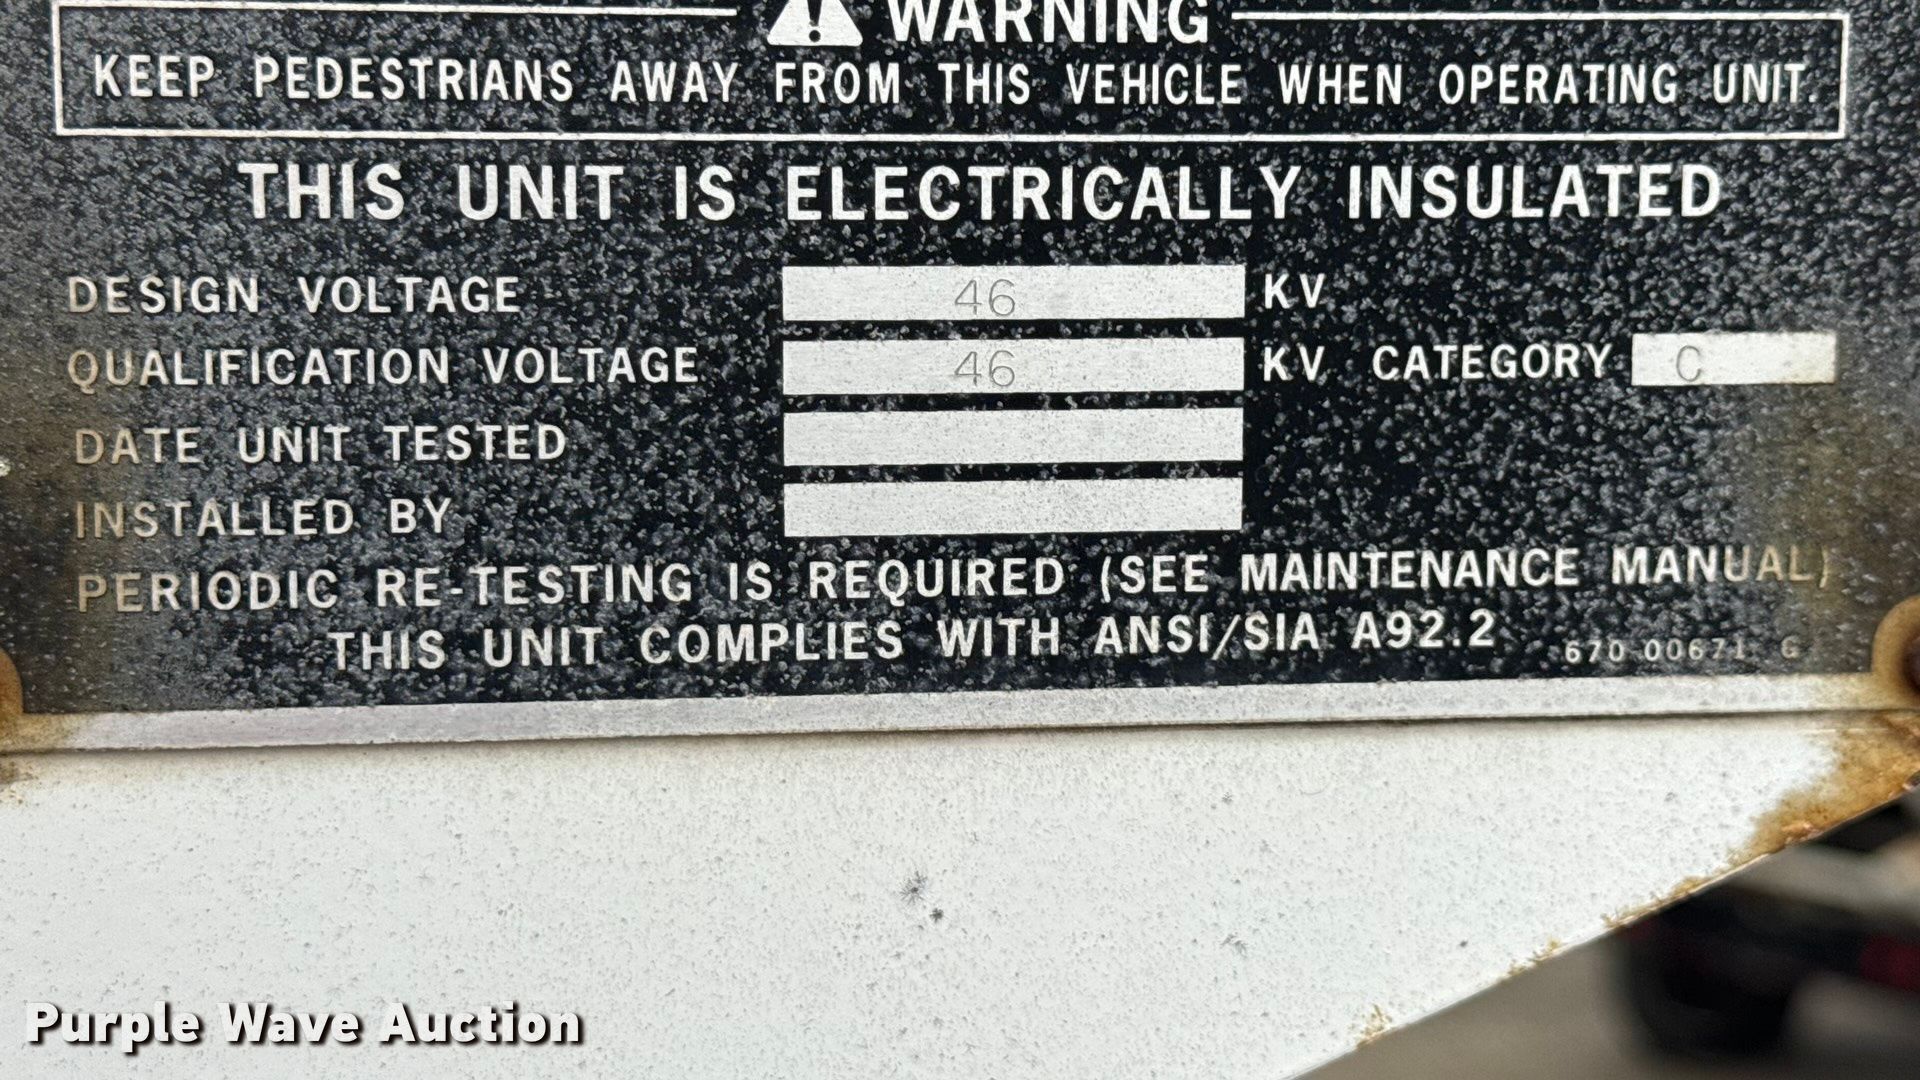 WARNING
KEEP PEDESTRIANS AWAY FROM THIS VEHICLE WHEN OPERATING UNIT.
THIS UNIT IS ELECTRICALLY INSULATED
DESIGN VOLTAGE 46 KV
QUALIFICATION VOLTAGE 46 KV CATEGORY C
DATE UNIT TESTED
INSTALLED BY
PERIODIC RE-TESTING IS REQUIRED (SEE MAINTENANCE MANUAL)
THIS UNIT COMPLIES WITH ANSI/SIA A92.2 670 00671 G
Purple Wave Auction